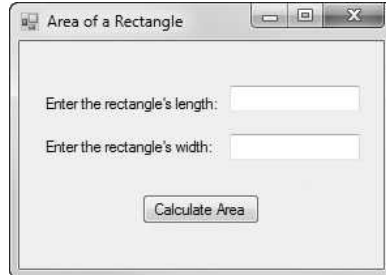 Area of a Rectangle
Enter the rectangle's length:
Enter the rectangle's width:
Calculate Area